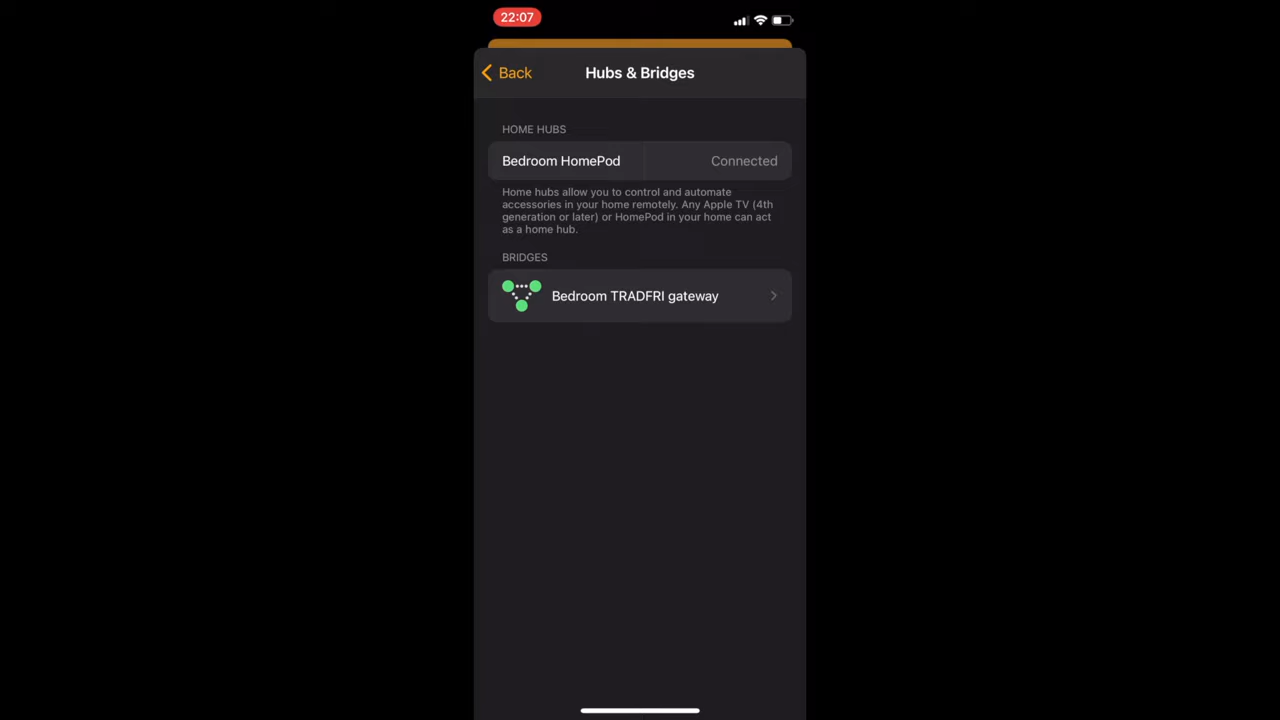 22:07
Back
Hubs & Bridges
HOME HUBS
Bedroom HomePod Connected
Home hubs allow you to control and automate
accessories in your home remotely. Any Apple TV (4th
generation or later) or HomePod in your home can act
as a home hub.
BRIDGES
Bedroom TRADFRI gateway